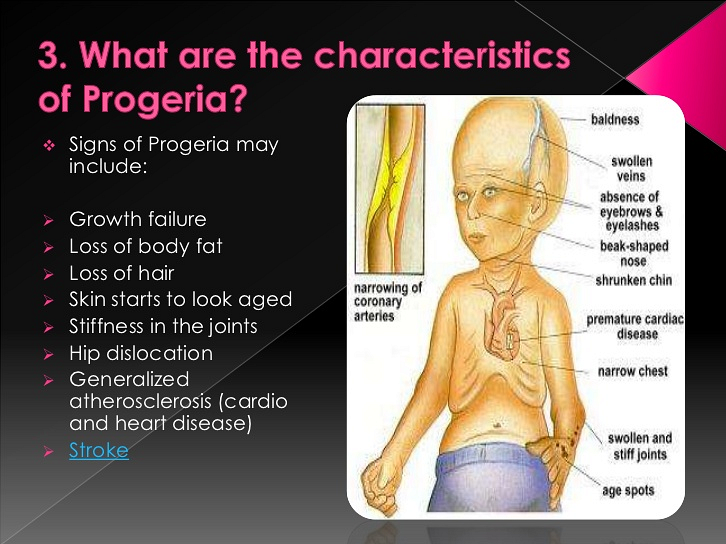 3. What are the characteristics
of Progeria?
Signs of Progeria may
include:
Growth failure
Loss of body fat
Loss of hair
Skin starts to look aged
Stiffness in the joints
Hip dislocation
Generalized
atherosclerosis (cardio
and heart disease)
Stroke
narrowing of
coronary
arteries
baldness
swollen
veins
absence of
eyebrows &
eyelashes
beak-shaped
nose
shrunken chin
premature cardiac
disease
narrow chest
swollen and
stiff joints
age spots